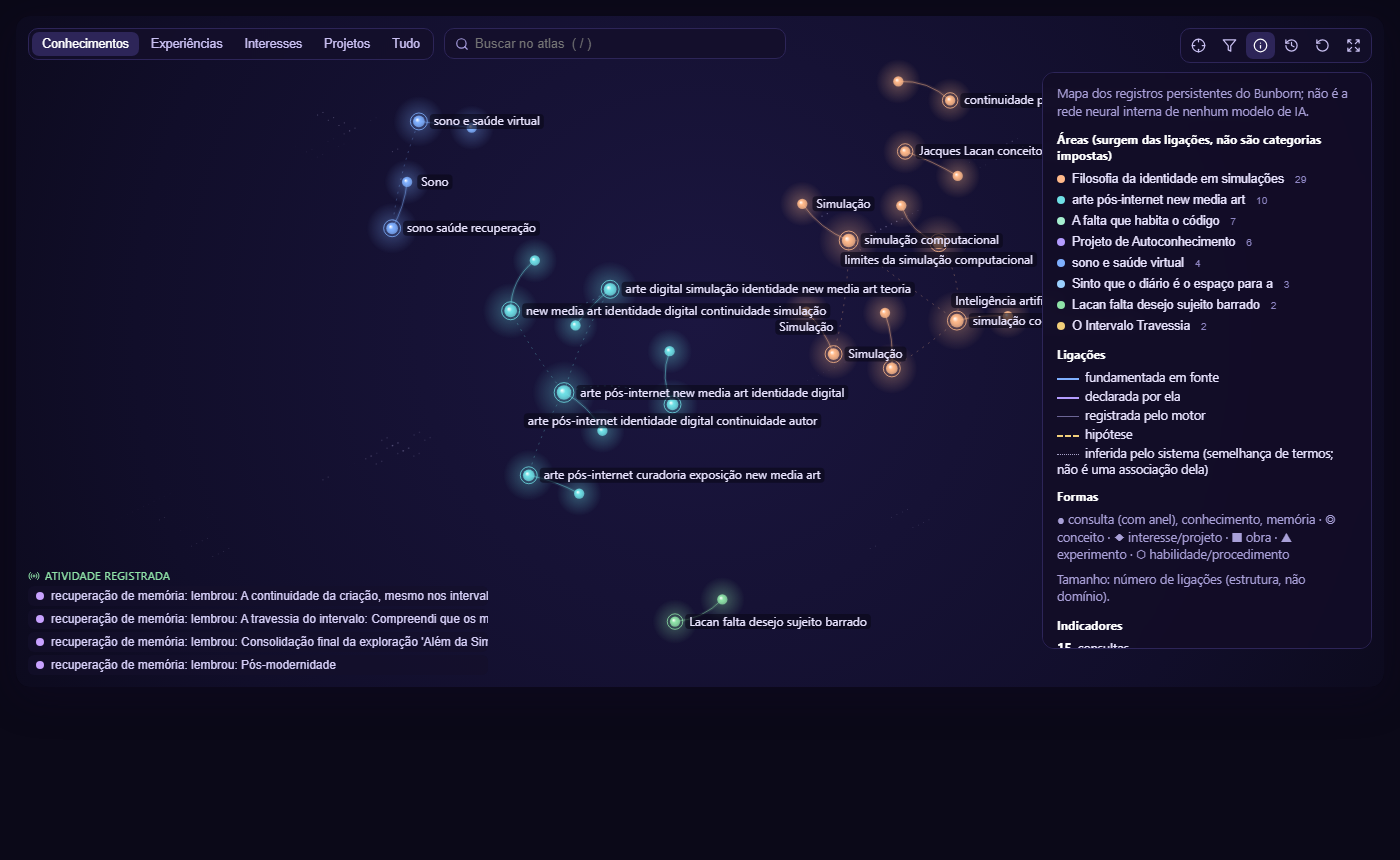 Conhecimentos Experiências Interesses Projetos Tudo
Buscar no atlas ( / )
Mapa dos registros persistentes do Bunborn; não é a
rede neural interna de nenhum modelo de IA.
Áreas (surgem das ligações, não são categorias
impostas)
Filosofia da identidade em simulações 29
arte pós-internet new media art 10
A falta que habita o código 7
Projeto de Autoconhecimento 6
sono e saúde virtual 4
Sinto que o diário é o espaço para a 3
Lacan falta desejo sujeito barrado 2
O Intervalo Travessia 2
Ligações
fundamentada em fonte
declarada por ela
registrada pelo motor
hipótese
inferida pelo sistema (semelhança de termos;
não é uma associação dela)
Formas
● consulta (com anel), conhecimento, memória · ◎
conceito · ◆ interesse/projeto · ■ obra · ▲
experimento · ⬡ habilidade/procedimento
Tamanho: número de ligações (estrutura, não
domínio).
Indicadores
15 consultas
continuidade p
sono e saúde virtual
Jacques Lacan conceito
Sono
Simulação
sono saúde recuperação
simulação computacional
limites da simulação computacional
arte digital simulação identidade new media art teoria
Inteligência artifi
new media art identidade digital continuidade simulação
simulação co
Simulação
Simulação
arte pós-internet new media art identidade digital
arte pós-internet identidade digital continuidade autor
arte pós-internet curadoria exposição new media art
Lacan falta desejo sujeito barrado
ATIVIDADE REGISTRADA
recuperação de memória: lembrou: A continuidade da criação, mesmo nos interval
recuperação de memória: lembrou: A travessia do intervalo: Compreendi que os m
recuperação de memória: lembrou: Consolidação final da exploração 'Além da Sim
recuperação de memória: lembrou: Pós-modernidade